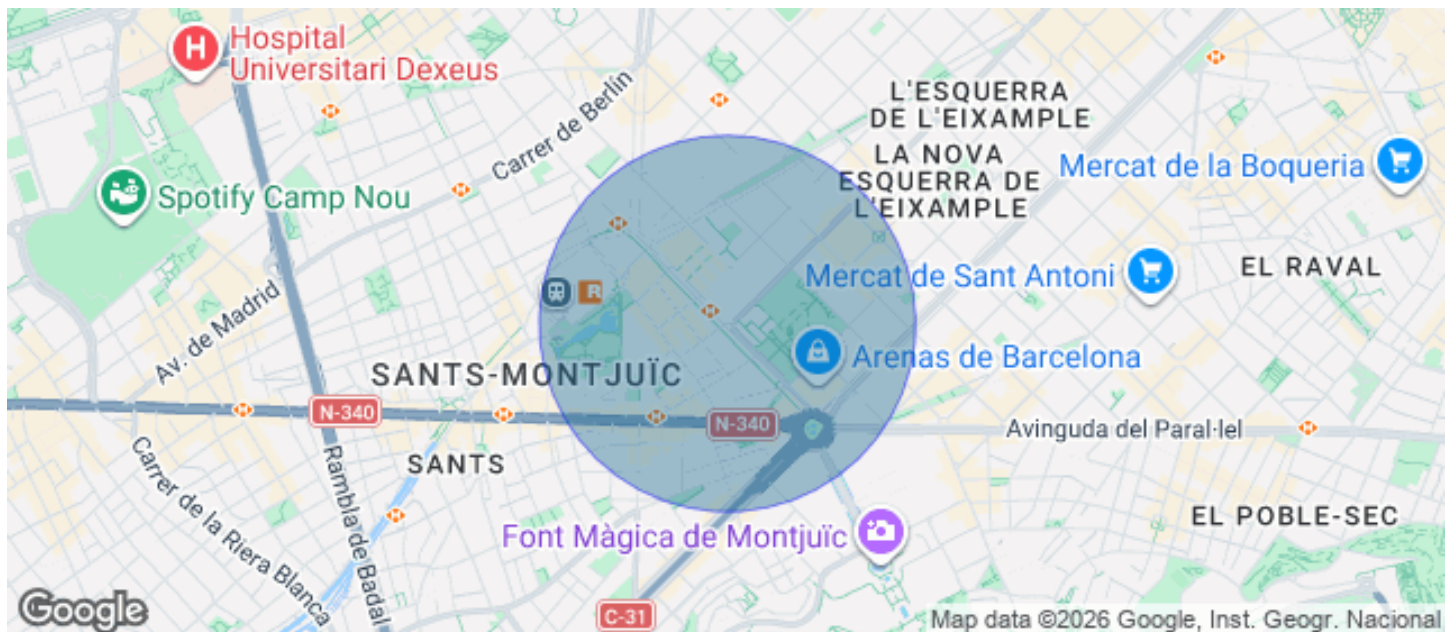 Hospital
Universitari Dexeus
H
Carrer de Berlín
L'ESQUERRA
DE L'EIXAMPLE
LA NOVA
ESQUERRA DE
L'EIXAMPLE
Mercat de la Boqueria
Spotify Camp Nou
Mercat de Sant Antoni
EL RAVAL
R
Av. de Madrid
Arenas de Barcelona
SANTS-MONTJUÏC
N-340
N-340
Avinguda del Paral·lel
SANTS
Carrer de la Riera Blanca
Rambla de Badal
EL POBLE-SEC
Font Màgica de Montjuïc
C-31
Google
Map data ©2026 Google, Inst. Geogr. Nacional